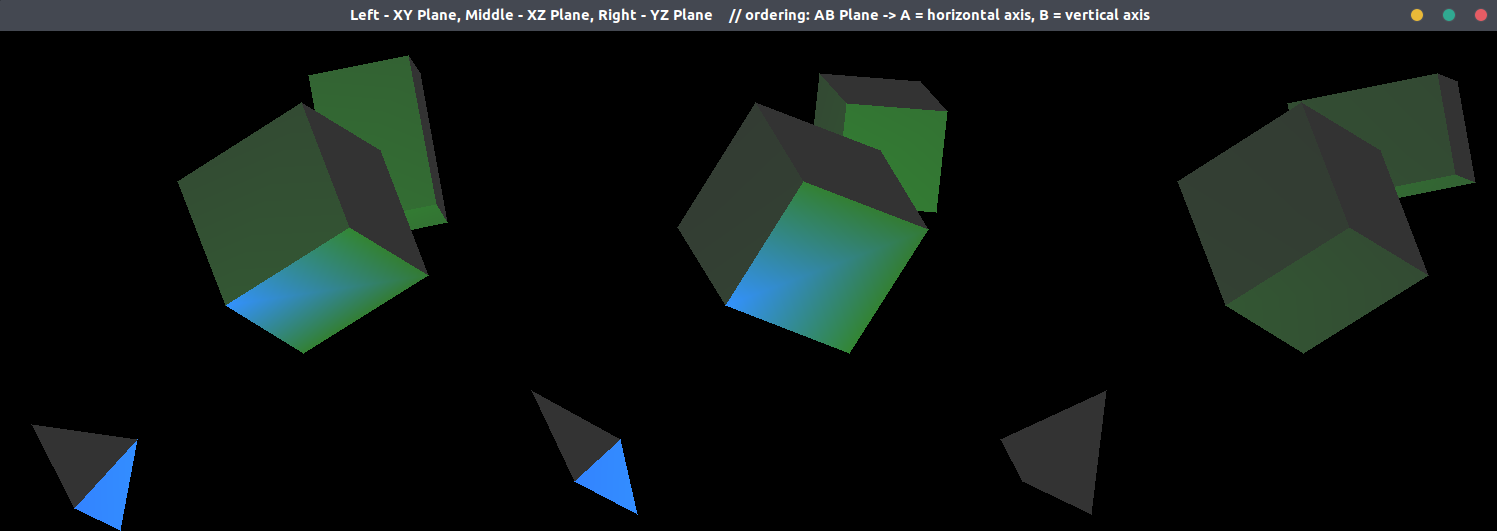 Left - XY Plane, Middle - XZ Plane, Right - YZ Plane    // ordering: AB Plane -> A = horizontal axis, B = vertical axis